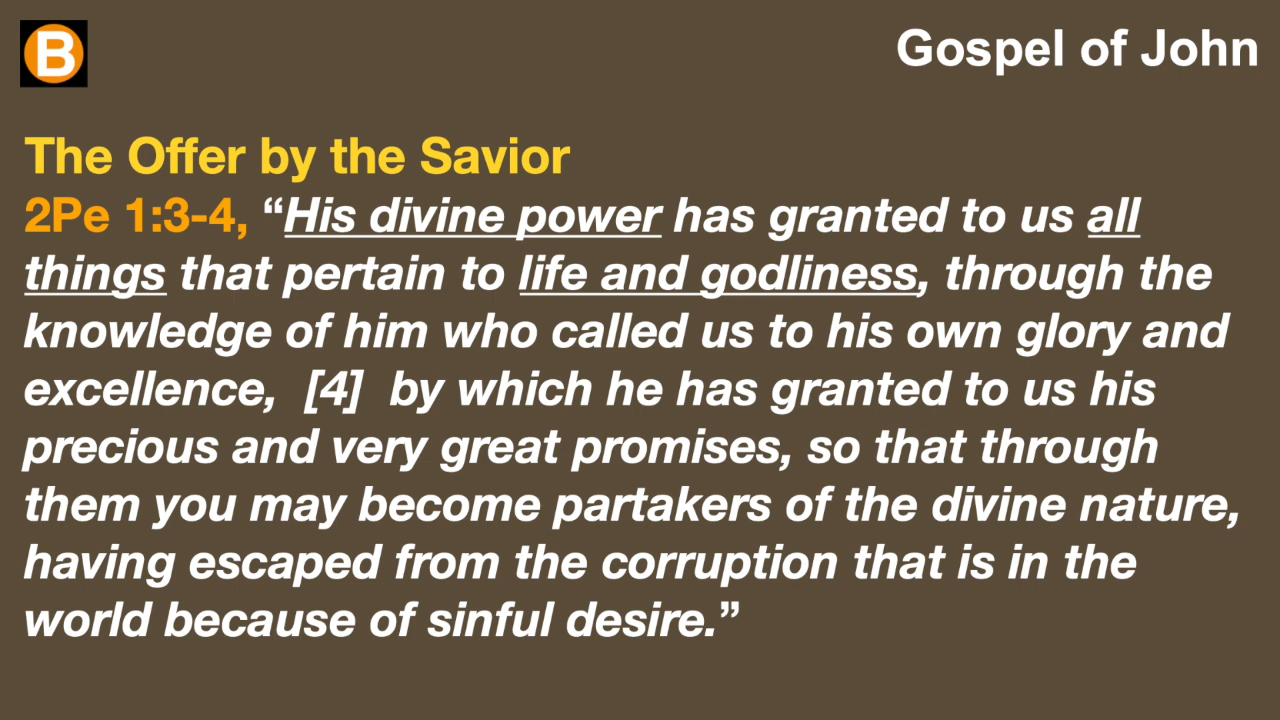 B
Gospel of John
The Offer by the Savior
2Pe 1:3-4, “His divine power has granted to us all
things that pertain to life and godliness, through the
knowledge of him who called us to his own glory and
excellence,  [4]  by which he has granted to us his
precious and very great promises, so that through
them you may become partakers of the divine nature,
having escaped from the corruption that is in the
world because of sinful desire.”